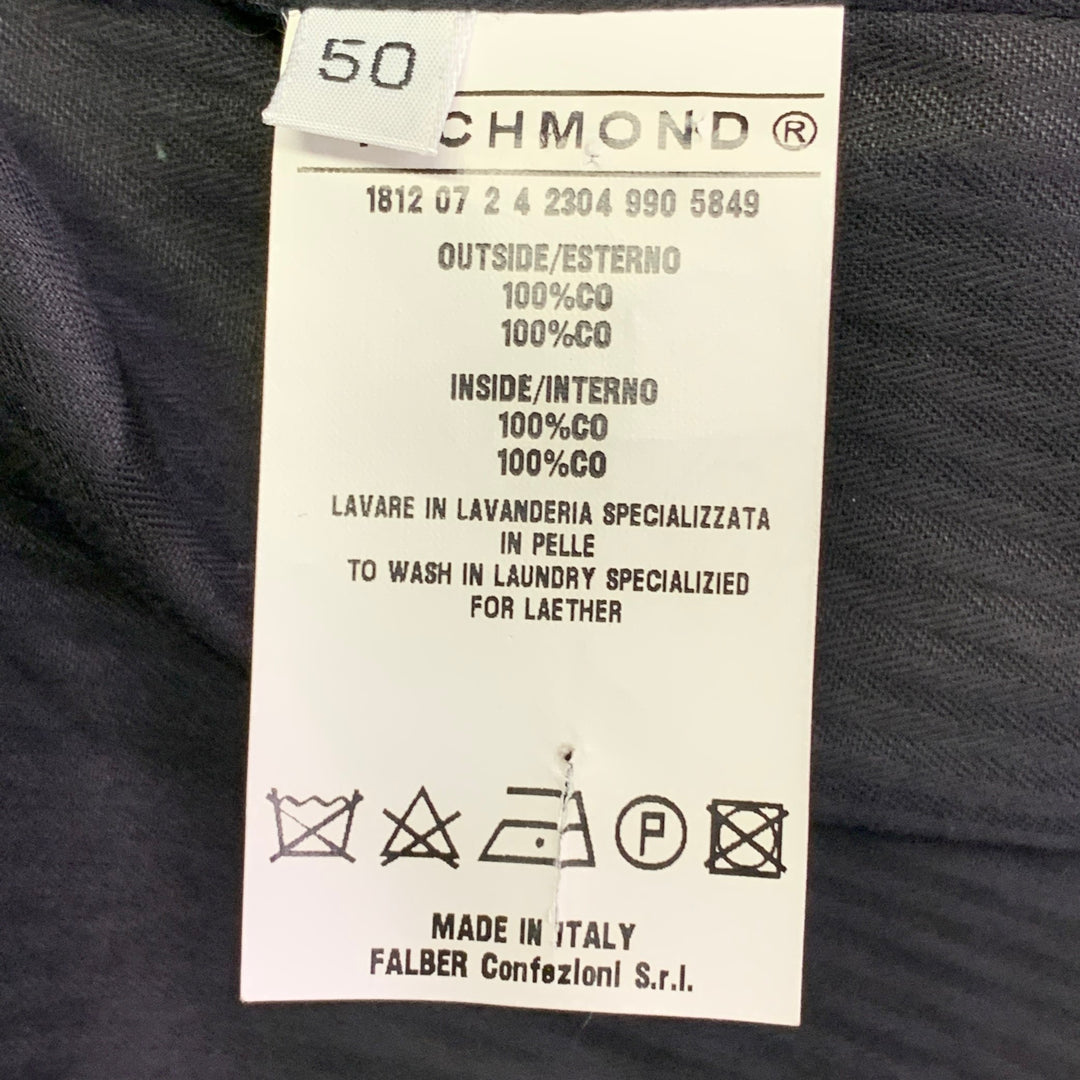 50
CHMOND ®
1812 07 2 4 2304 990 5849
OUTSIDE/ESTERNO
100%CO
100%CO
INSIDE/INTERNO
100%CO
100%CO
LAVARE IN LAVANDERIA SPECIALIZZATA
IN PELLE
TO WASH IN LAUNDRY SPECIALIZIED
FOR LAETHER
P
MADE IN ITALY
FALBER Confezioni S.r.l.